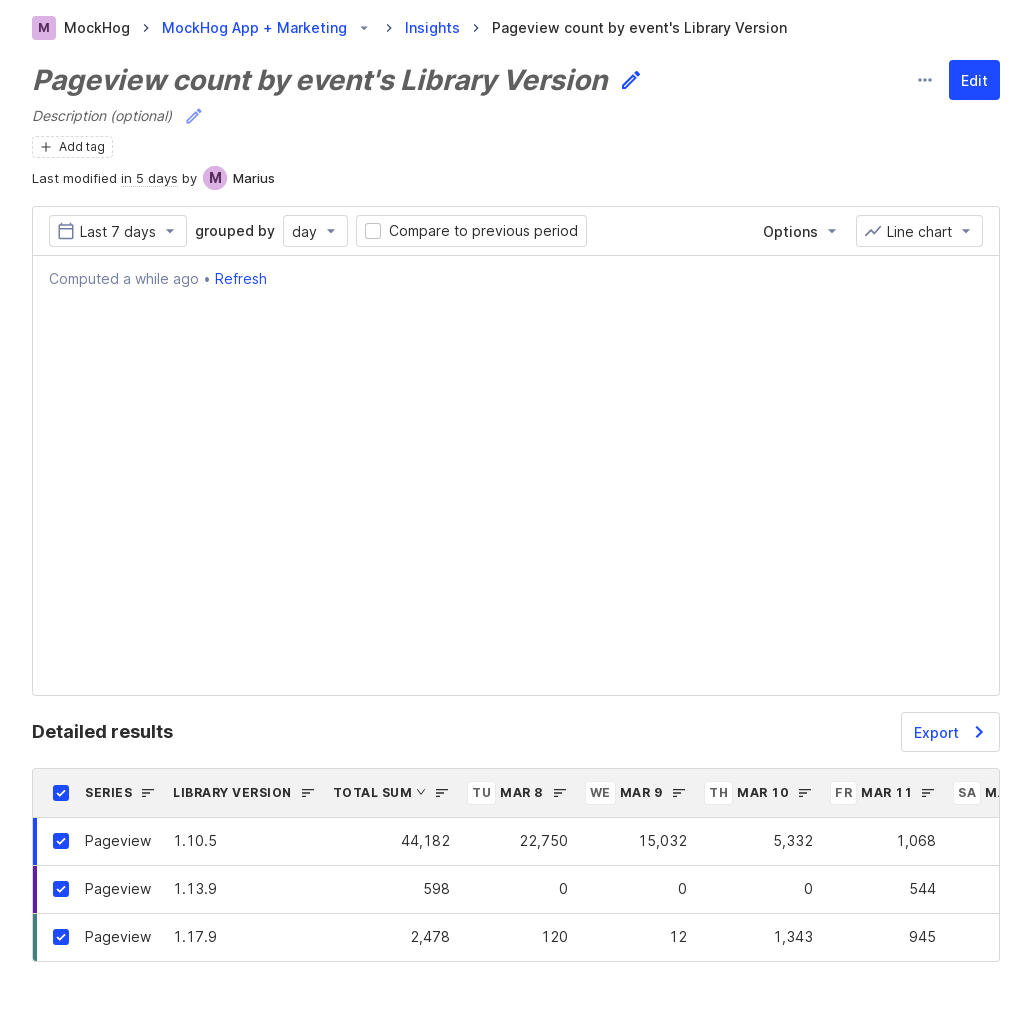 M MockHog MockHog App + Marketing Insights Pageview count by event's Library Version
Pageview count by event's Library Version
Edit
Description (optional)
Add tag
Last modified in 5 days by M Marius
Last 7 days grouped by day Compare to previous period Options Line chart
Computed a while ago • Refresh
Detailed results
Export
SERIES LIBRARY VERSION TOTAL SUM TU MAR 8 WE MAR 9 TH MAR 10 FR MAR 11 SA
Pageview 1.10.5 44,182 22,750 15,032 5,332 1,068
Pageview 1.13.9 598 0 0 0 544
Pageview 1.17.9 2,478 120 12 1,343 945